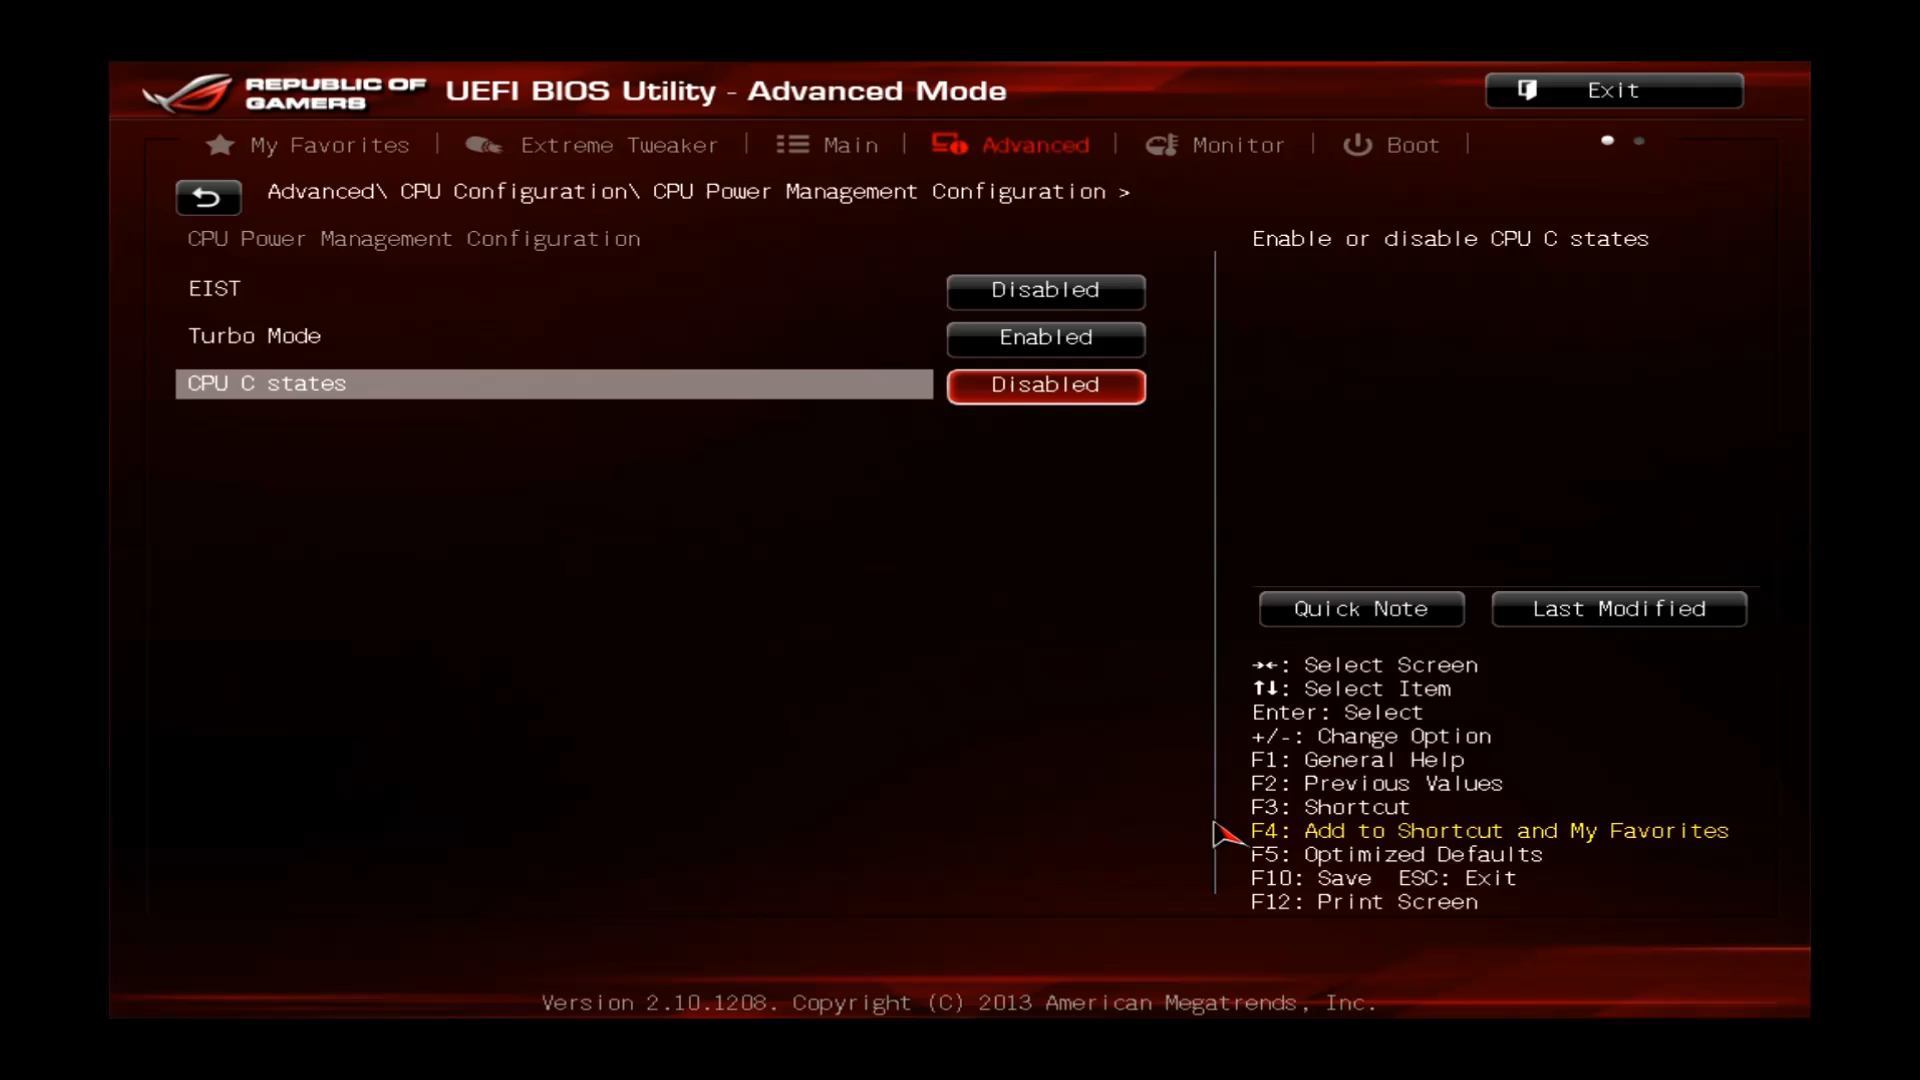 REPUBLIC OF
GAMERS
UEFI BIOS Utility - Advanced Mode
Exit
My Favorites
Extreme Tweaker
Main
Advanced
Monitor
Boot
Advanced\ CPU Configuration\ CPU Power Management Configuration >
CPU Power Management Configuration
EIST Disabled
Turbo Mode Enabled
CPU C states Disabled
Enable or disable CPU C states
Quick Note
Last Modified
→←: Select Screen
↑↓: Select Item
Enter: Select
+/-: Change Option
F1: General Help
F2: Previous Values
F3: Shortcut
F4: Add to Shortcut and My Favorites
F5: Optimized Defaults
F10: Save ESC: Exit
F12: Print Screen
Version 2.10.1208. Copyright (C) 2013 American Megatrends, Inc.